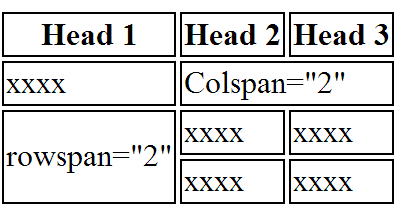 Head 1 Head 2 Head 3
xxxx Colspan="2"
rowspan="2" xxxx xxxx
xxxx xxxx